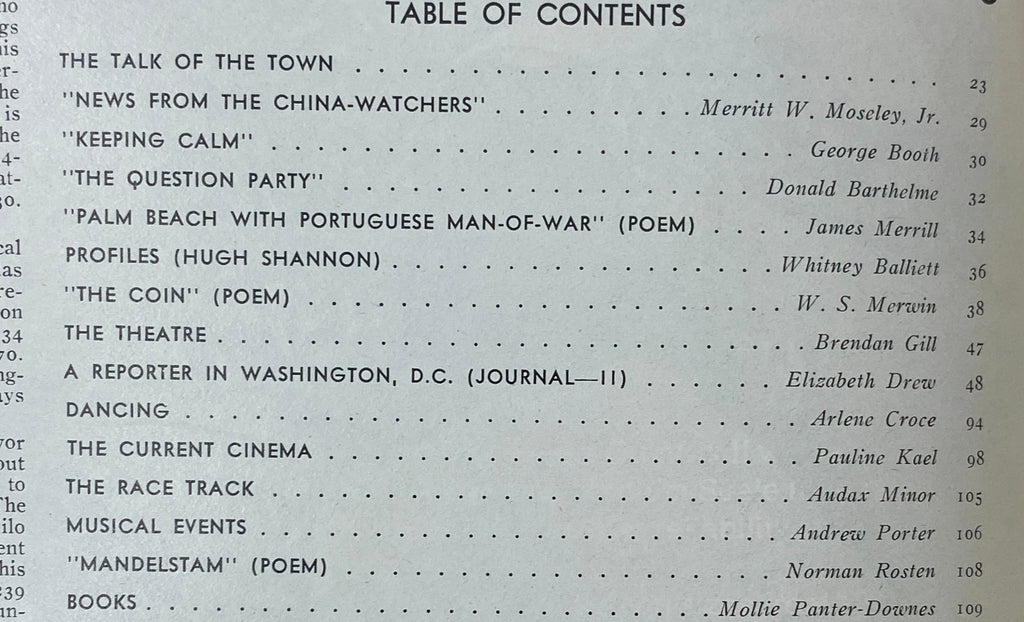 TABLE OF CONTENTS
THE TALK OF THE TOWN . . . . . . . . . . . . . . . . . . . . . . . . 23
"NEWS FROM THE CHINA-WATCHERS" . . . . . . . . . Merritt W. Moseley, Jr. 29
"KEEPING CALM" . . . . . . . . . . . . . . . . . . . . . . George Booth 30
"THE QUESTION PARTY" . . . . . . . . . . . . . . . . . Donald Barthelme 32
"PALM BEACH WITH PORTUGUESE MAN-OF-WAR" (POEM) . . . . James Merrill 34
PROFILES (HUGH SHANNON) . . . . . . . . . . . . . . . . Whitney Balliett 36
"THE COIN" (POEM) . . . . . . . . . . . . . . . . . . . . W. S. Merwin 38
THE THEATRE . . . . . . . . . . . . . . . . . . . . . . . . Brendan Gill 47
A REPORTER IN WASHINGTON, D.C. (JOURNAL—II) . . . . . . Elizabeth Drew 48
DANCING . . . . . . . . . . . . . . . . . . . . . . . . . Arlene Croce 94
THE CURRENT CINEMA . . . . . . . . . . . . . . . . . . . Pauline Kael 98
THE RACE TRACK . . . . . . . . . . . . . . . . . . . . . . Audax Minor 105
MUSICAL EVENTS . . . . . . . . . . . . . . . . . . . . . Andrew Porter 106
"MANDELSTAM" (POEM) . . . . . . . . . . . . . . . . . . Norman Rosten 108
BOOKS . . . . . . . . . . . . . . . . . . . . . . . Mollie Panter-Downes 109